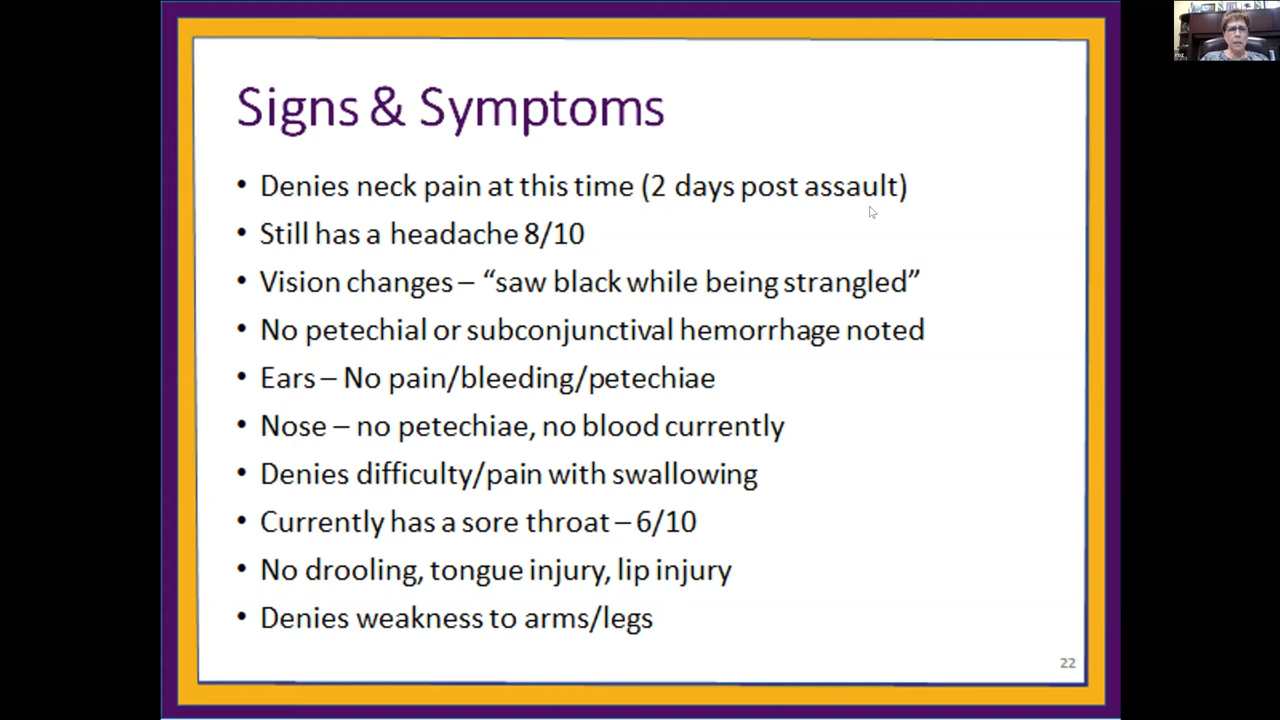 Signs & Symptoms
• Denies neck pain at this time (2 days post assault)
• Still has a headache 8/10
• Vision changes – “saw black while being strangled”
• No petechial or subconjunctival hemorrhage noted
• Ears – No pain/bleeding/petechiae
• Nose – no petechiae, no blood currently
• Denies difficulty/pain with swallowing
• Currently has a sore throat – 6/10
• No drooling, tongue injury, lip injury
• Denies weakness to arms/legs
22